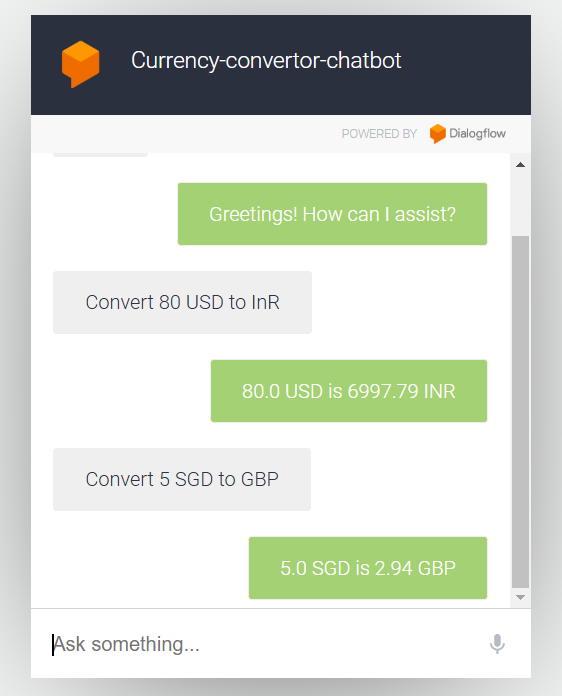 Currency-convertor-chatbot
POWERED BY Dialogflow
Greetings! How can I assist?
Convert 80 USD to InR
80.0 USD is 6997.79 INR
Convert 5 SGD to GBP
5.0 SGD is 2.94 GBP
Ask something...